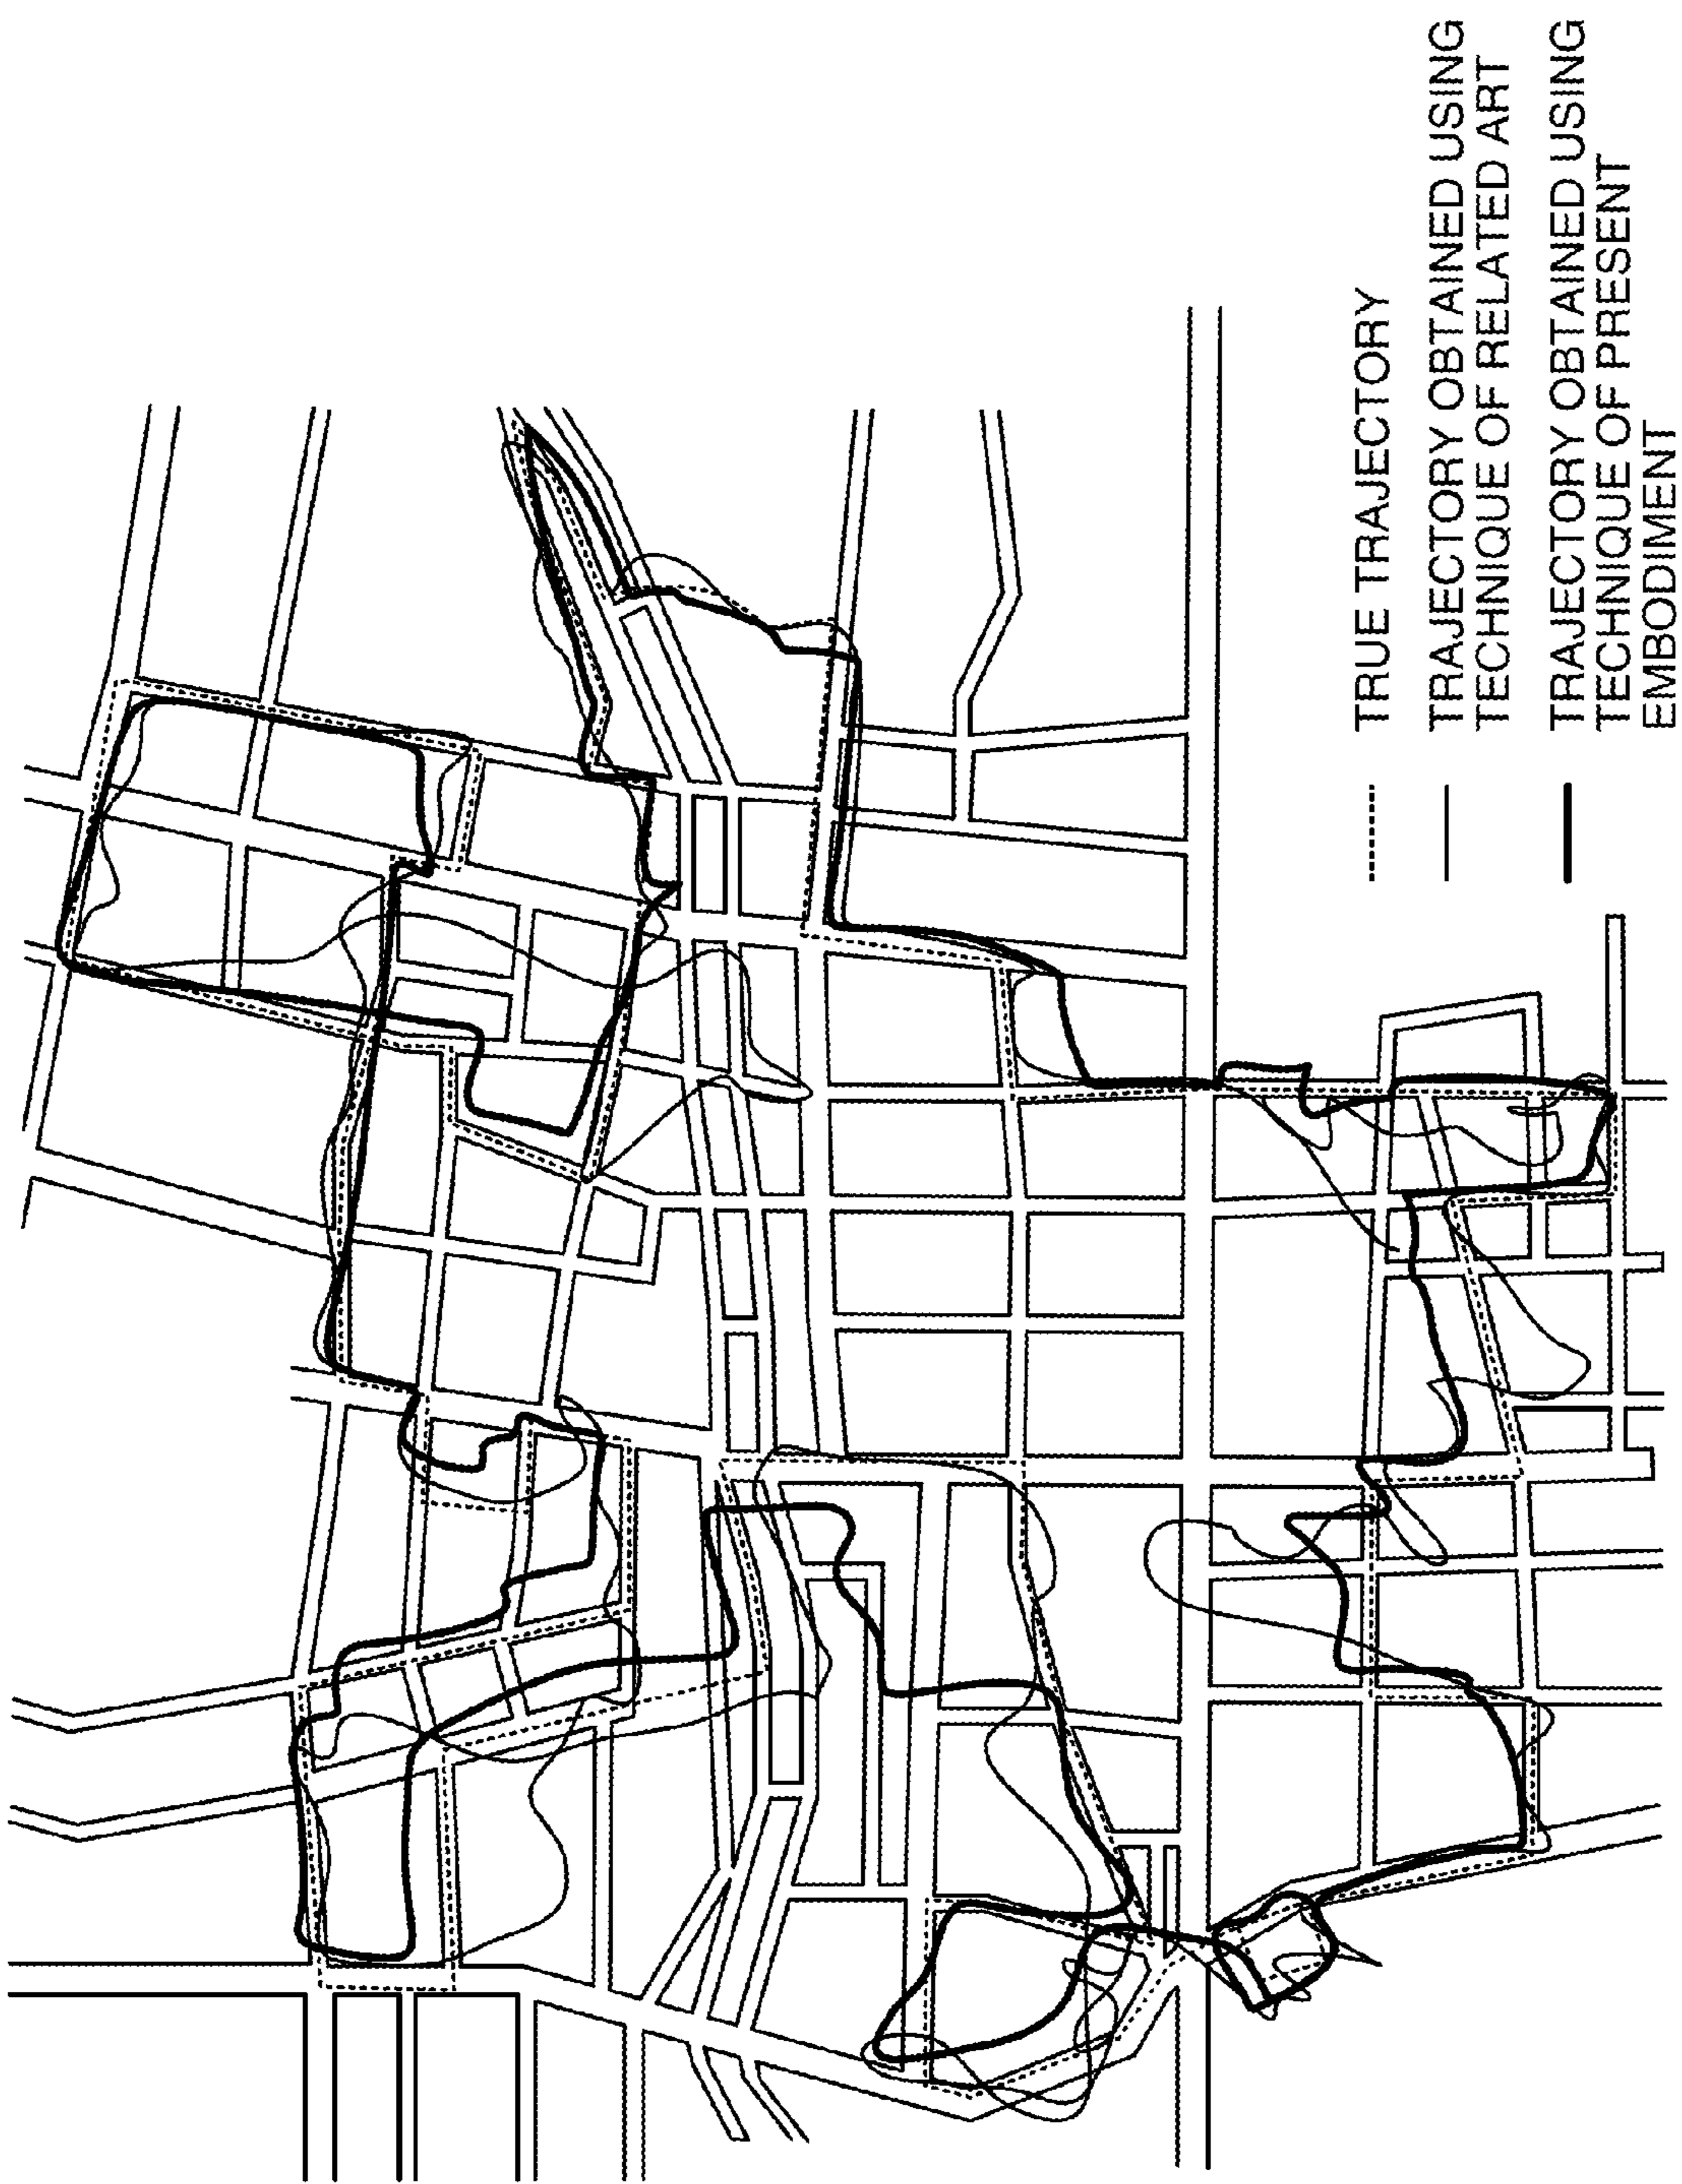 TRUE TRAJECTORY
TRAJECTORY OBTAINED USING
TECHNIQUE OF RELATED ART
TRAJECTORY OBTAINED USING
TECHNIQUE OF PRESENT
EMBODIMENT